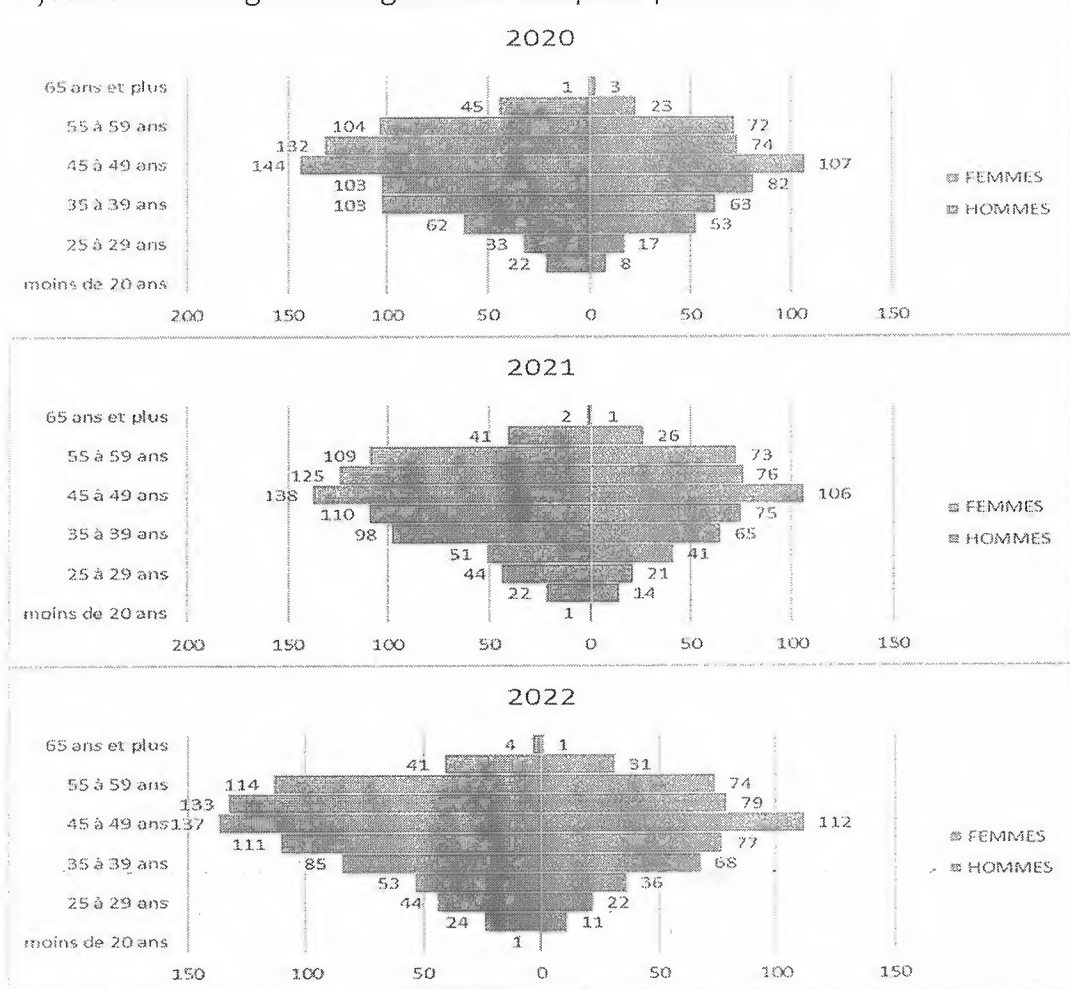 2020
65 ans et plus 1 3
45 23
55 à 59 ans 104 72
132 74
45 à 49 ans 144 107
103 82 FEMMES
35 à 39 ans 103 63 HOMMES
62 53
25 à 29 ans 33 17
22 8
moins de 20 ans
200 150 100 50 0 50 100 150
2021
65 ans et plus 2 1
41 26
55 à 59 ans 109 73
125 76
45 à 49 ans 138 106
110 75 FEMMES
35 à 39 ans 98 65 HOMMES
51 41
25 à 29 ans 44 21
22 14
moins de 20 ans 1
200 150 100 50 0 50 100 150
2022
65 ans et plus 4 1
41 31
55 à 59 ans 114 74
133 79
45 à 49 ans 137 112
111 77 FEMMES
35 à 39 ans 85 68 HOMMES
53 36
25 à 29 ans 44 22
24 11
moins de 20 ans 1
150 100 50 0 50 100 150